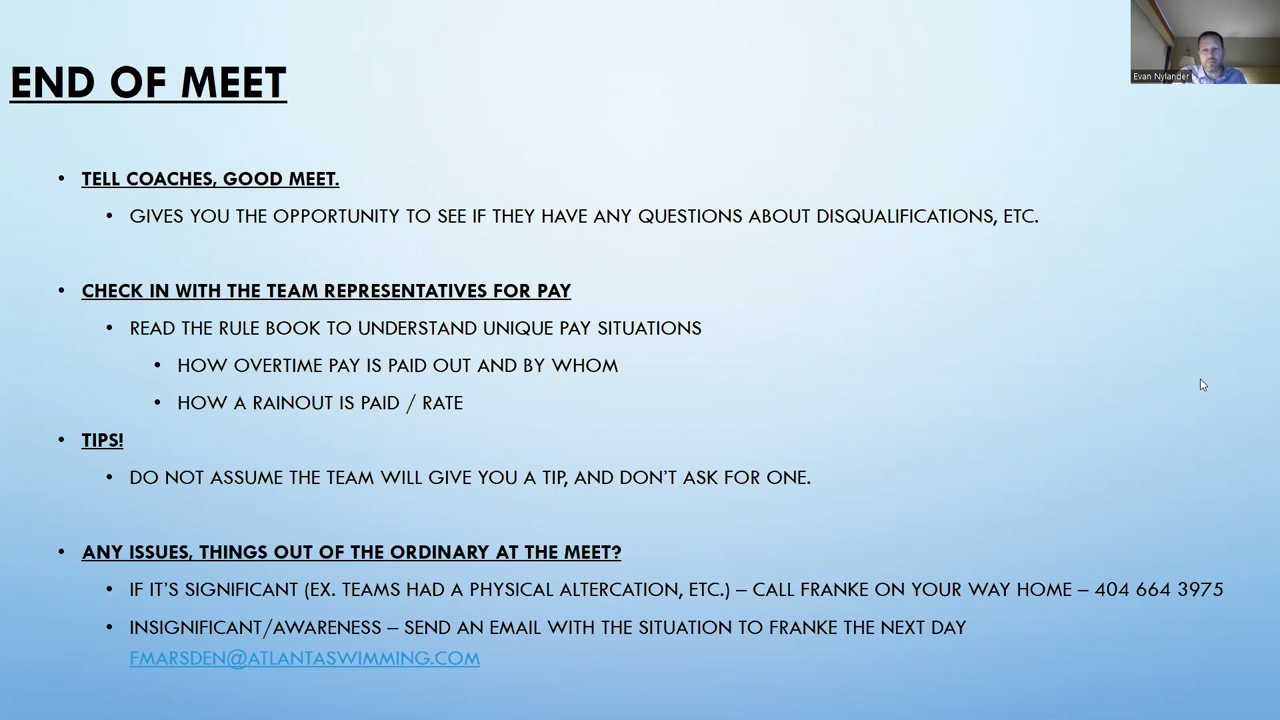 Evan Nylander
END OF MEET
• TELL COACHES, GOOD MEET.
• GIVES YOU THE OPPORTUNITY TO SEE IF THEY HAVE ANY QUESTIONS ABOUT DISQUALIFICATIONS, ETC.
• CHECK IN WITH THE TEAM REPRESENTATIVES FOR PAY
• READ THE RULE BOOK TO UNDERSTAND UNIQUE PAY SITUATIONS
• HOW OVERTIME PAY IS PAID OUT AND BY WHOM
• HOW A RAINOUT IS PAID / RATE
• TIPS!
• DO NOT ASSUME THE TEAM WILL GIVE YOU A TIP, AND DON'T ASK FOR ONE.
• ANY ISSUES, THINGS OUT OF THE ORDINARY AT THE MEET?
• IF IT'S SIGNIFICANT (EX. TEAMS HAD A PHYSICAL ALTERCATION, ETC.) – CALL FRANKE ON YOUR WAY HOME – 404 664 3975
• INSIGNIFICANT/AWARENESS – SEND AN EMAIL WITH THE SITUATION TO FRANKE THE NEXT DAY
FMARSDEN@ATLANTASWIMMING.COM